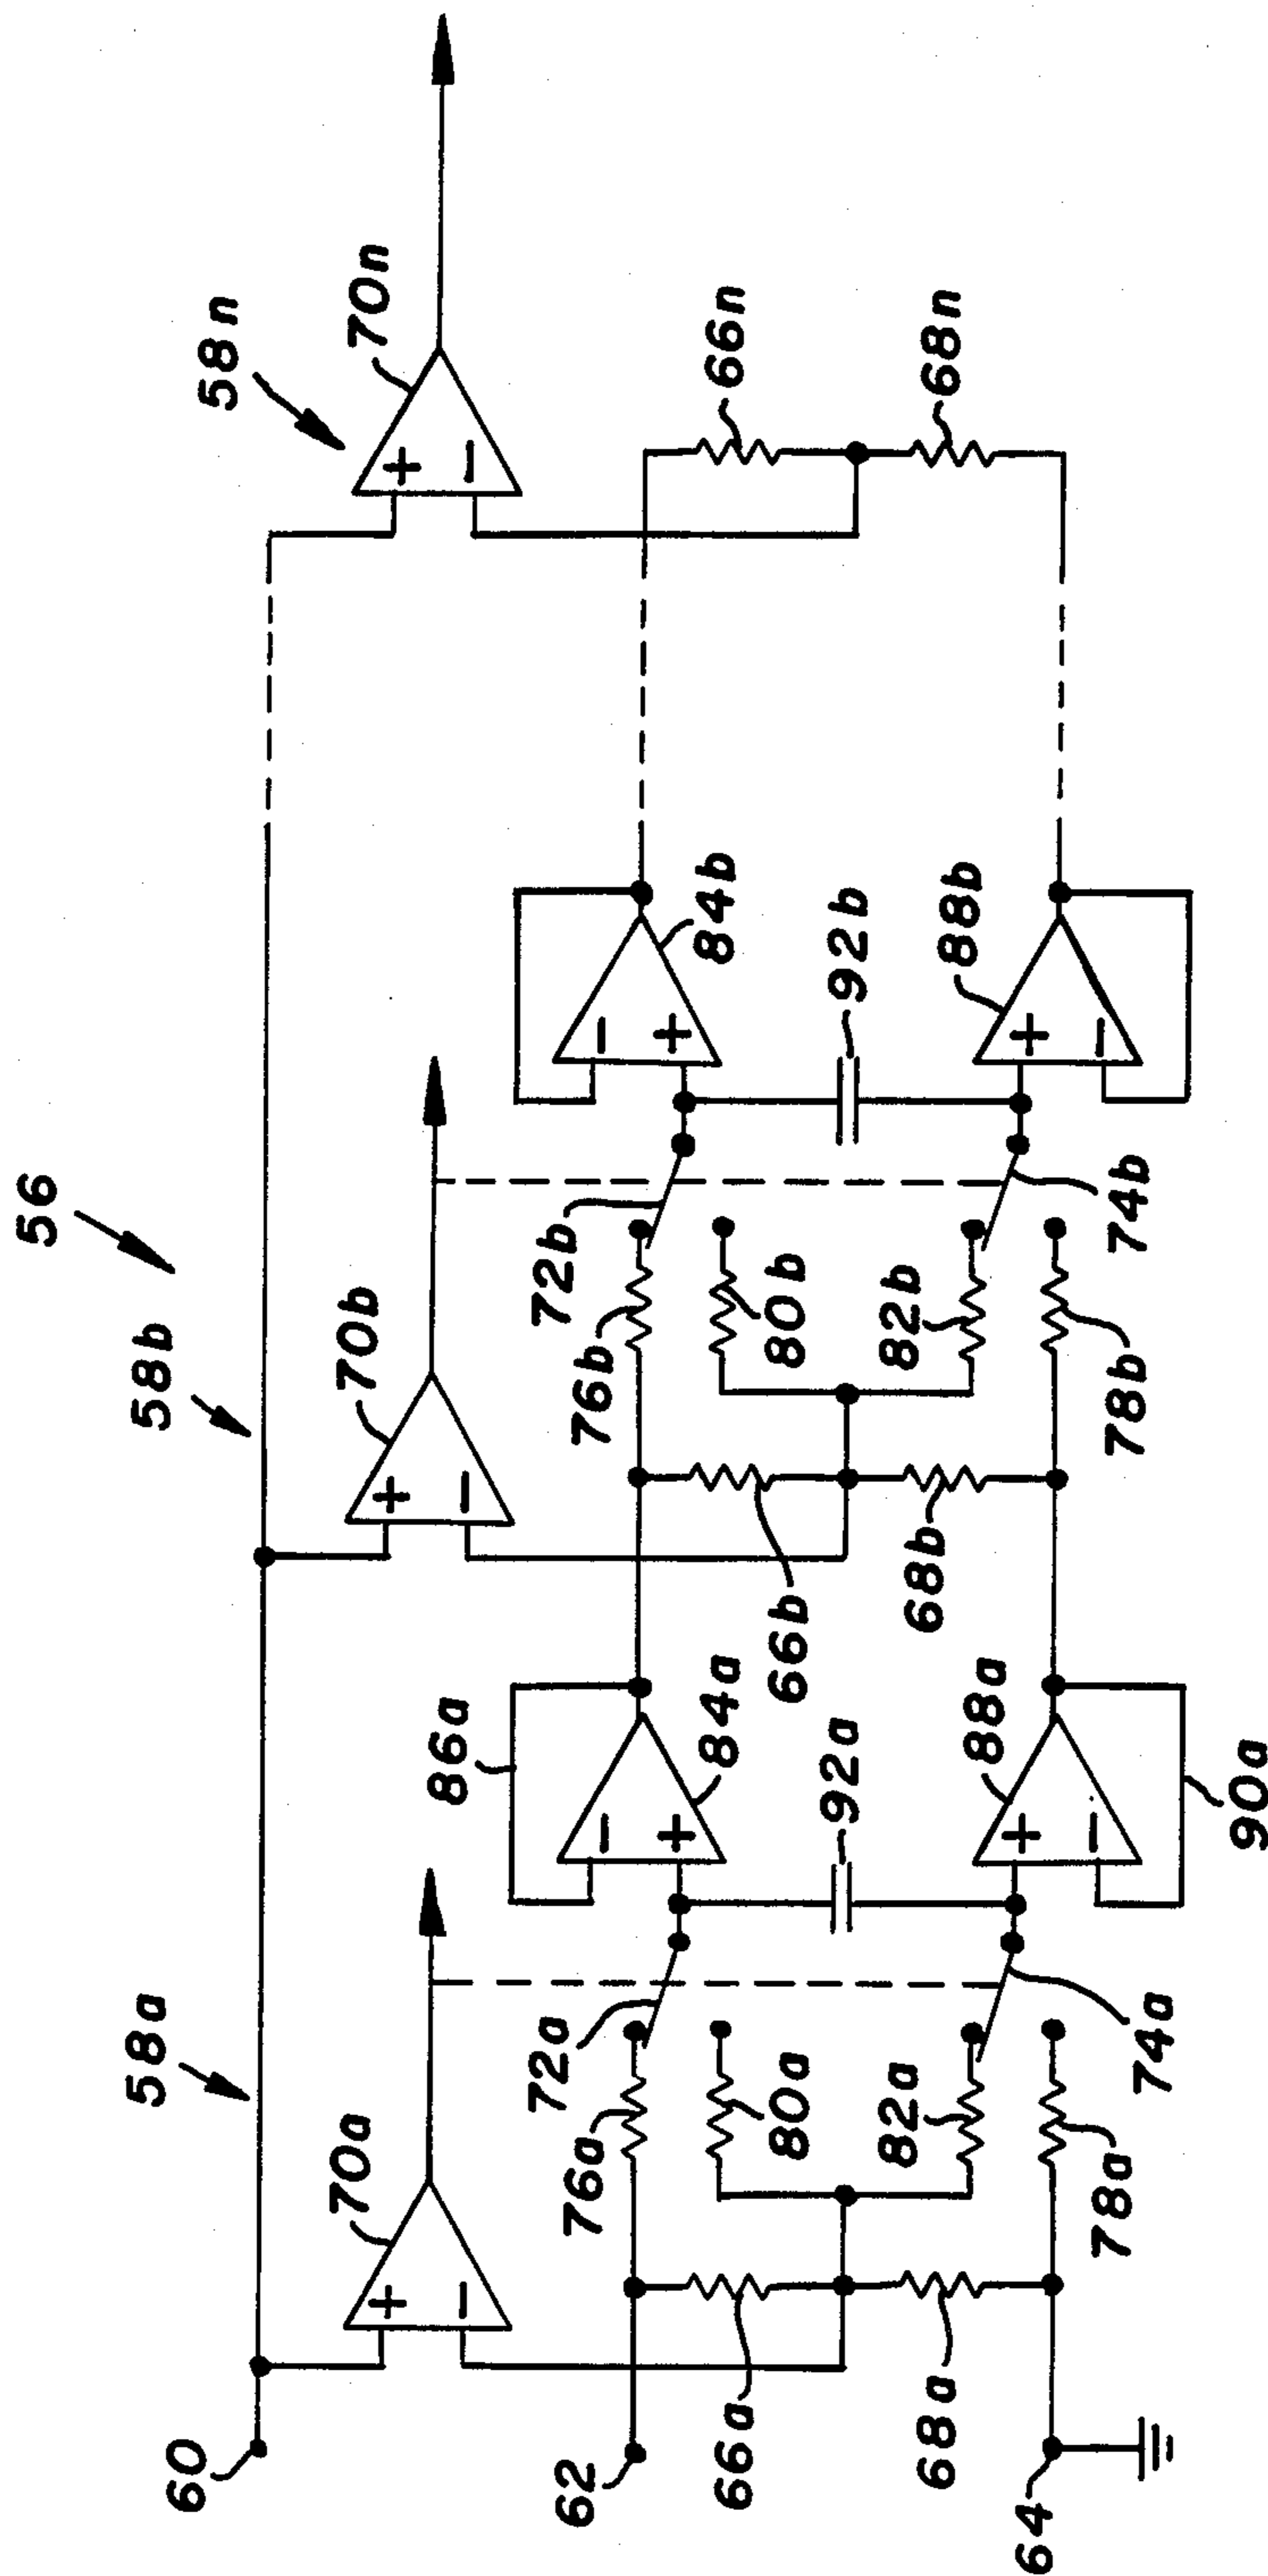 56
58a
58b
58n
60
70a
70b
70n
+
−
+
−
+
−
62
76a
72a
86a
76b
72b
−
+
84a
−
+
84b
66a
80a
92a
66b
80b
92b
66n
68a
82a
68b
82b
68n
+
−
88a
+
−
88b
64
78a
74a
90a
78b
74b